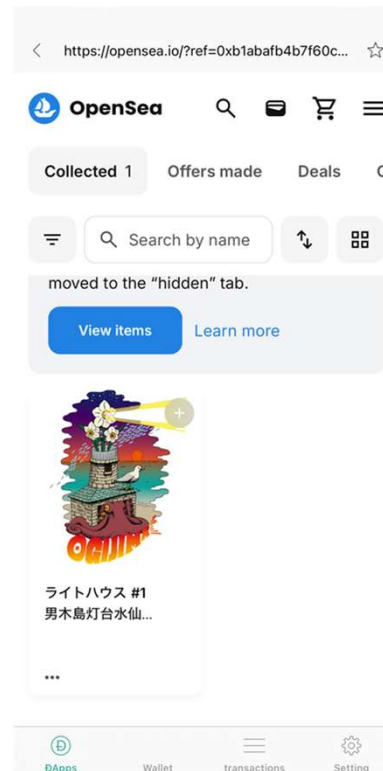 https://opensea.io/?ref=0xb1abafb4b7f60c...
OpenSea
Collected 1 Offers made Deals
Search by name
moved to the “hidden” tab.
View items Learn more
OGIJIMA
ライトハウス #1
男木島灯台水仙...
ĐApps Wallet transactions Setting